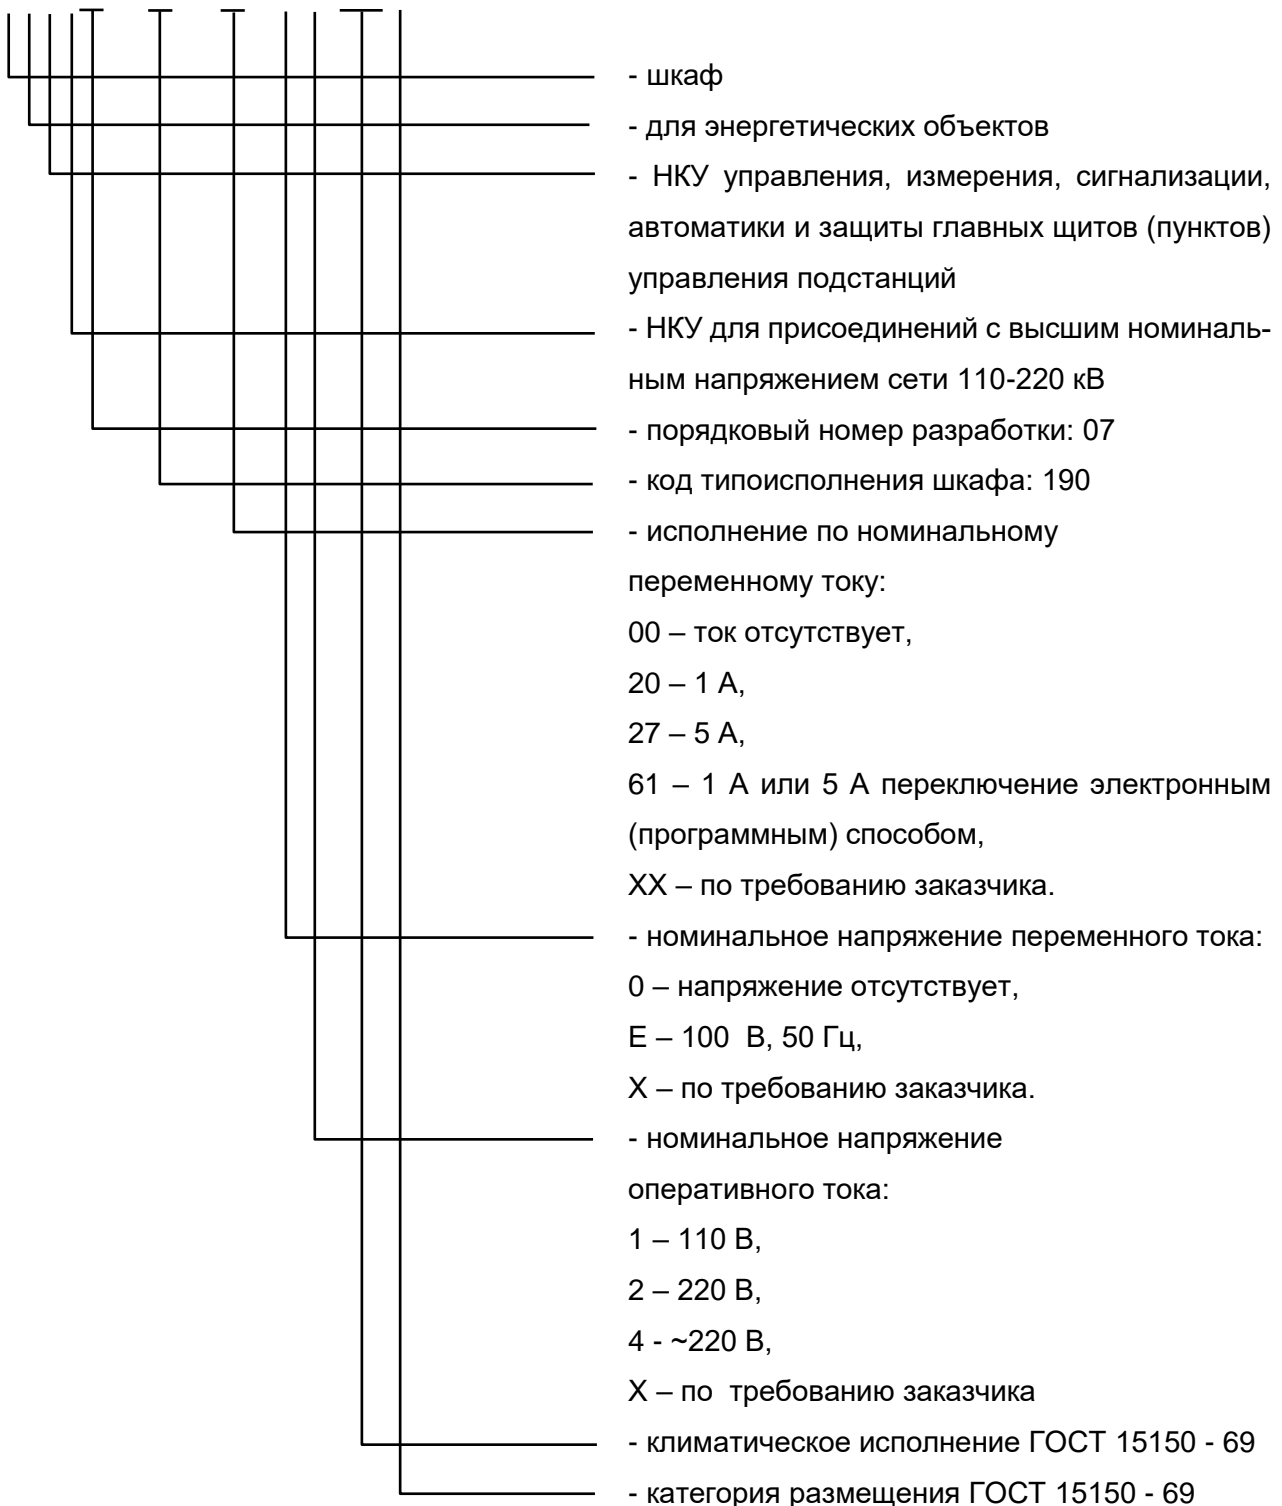 - шкаф
- для энергетических объектов
- НКУ управления, измерения, сигнализации,
автоматики и защиты главных щитов (пунктов)
управления подстанций
- НКУ для присоединений с высшим номиналь-
ным напряжением сети 110-220 кВ
- порядковый номер разработки: 07
- код типоисполнения шкафа: 190
- исполнение по номинальному
переменному току:
00 – ток отсутствует,
20 – 1 А,
27 – 5 А,
61 – 1 А или 5 А переключение электронным
(программным) способом,
ХХ – по требованию заказчика.
- номинальное напряжение переменного тока:
0 – напряжение отсутствует,
Е – 100 В, 50 Гц,
Х – по требованию заказчика.
- номинальное напряжение
оперативного тока:
1 – 110 В,
2 – 220 В,
4 - ~220 В,
Х – по требованию заказчика
- климатическое исполнение ГОСТ 15150 - 69
- категория размещения ГОСТ 15150 - 69